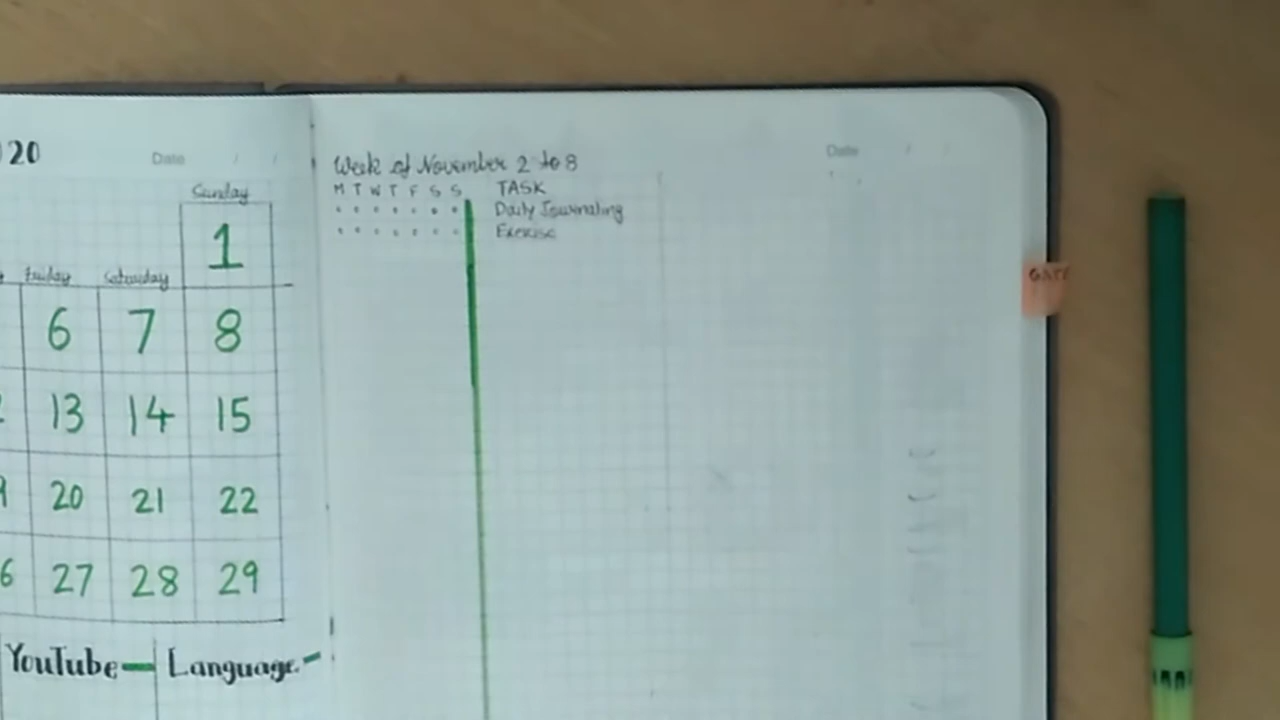 20
Date / /
Sunday
1
Friday Saturday
6 7 8
13 14 15
20 21 22
6 27 28 29
YouTube Language
Week of November 2 to 8
M T W T F S S TASK
Daily Journaling
Exercise
Date / /